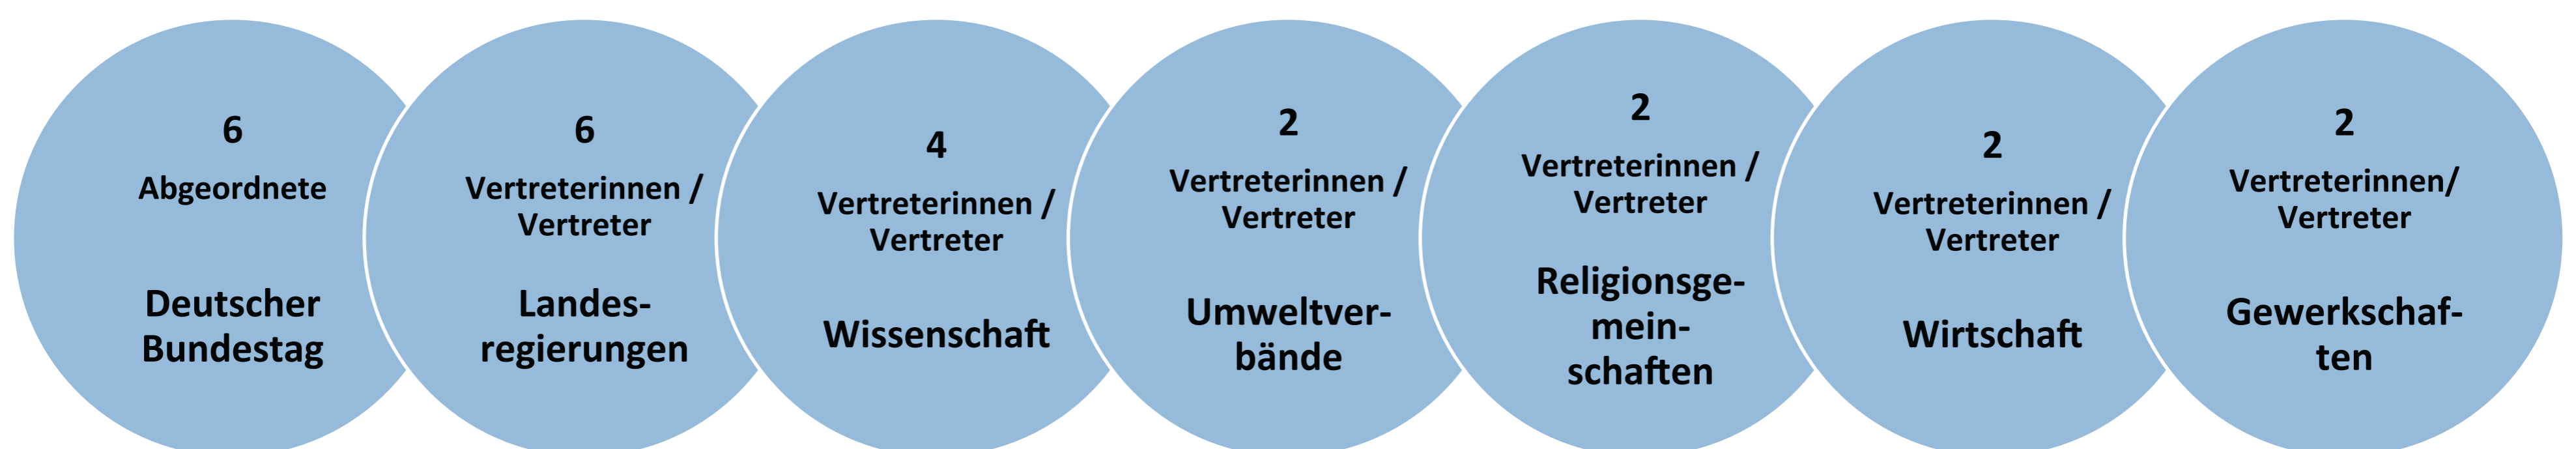 6
Abgeordnete
Deutscher
Bundestag
6
Vertreterinnen /
Vertreter
Landes-
regierungen
4
Vertreterinnen /
Vertreter
Wissenschaft
2
Vertreterinnen /
Vertreter
Umweltver-
bände
2
Vertreterinnen /
Vertreter
Religionsge-
mein-
schaften
2
Vertreterinnen /
Vertreter
Wirtschaft
2
Vertreterinnen/
Vertreter
Gewerkschaf-
ten